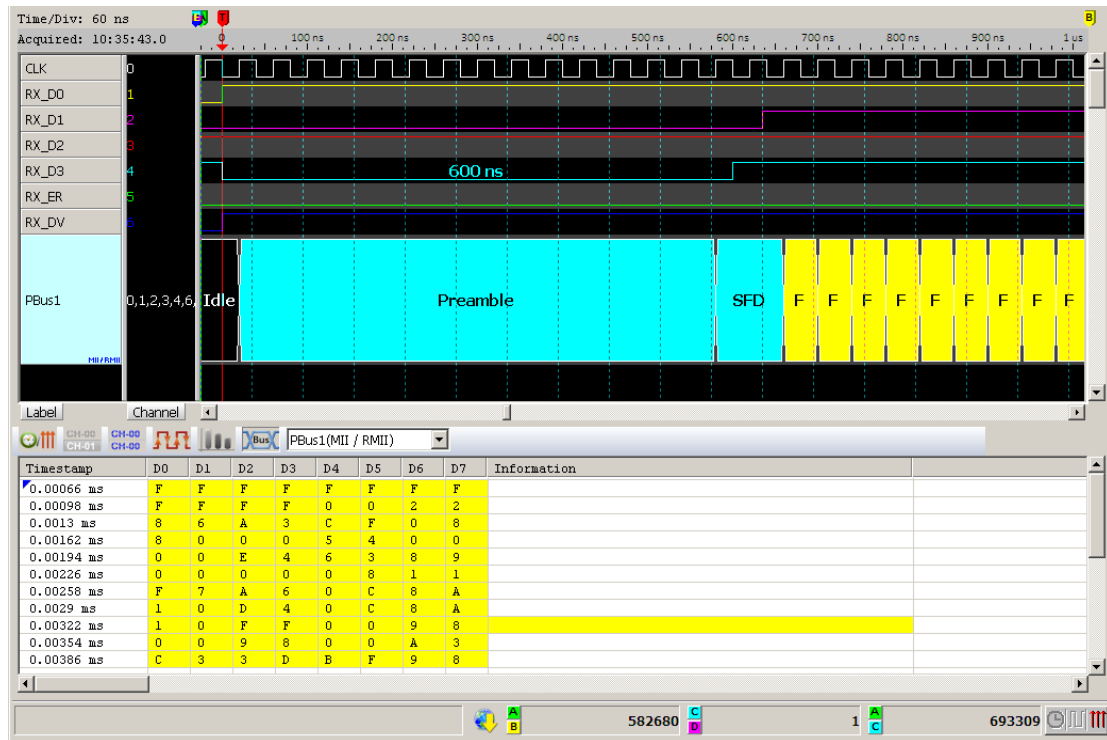 Time/Div: 60 ns
Acquired: 10:35:43.0
A T B
0 100 ns 200 ns 300 ns 400 ns 500 ns 600 ns 700 ns 800 ns 900 ns 1 us
CLK 0
RX_D0 1
RX_D1 2
RX_D2 3
RX_D3 4 600 ns
RX_ER 5
RX_DV 6
PBus1 0,1,2,3,4,6, Idle Preamble SFD F F F F F F F F F
MII/RMII
Label Channel
CH-00 CH-01 CH-00 CH-00 Bus PBus1(MII / RMII)
Timestamp D0 D1 D2 D3 D4 D5 D6 D7 Information
0.00066 ms F F F F F F F F
0.00098 ms F F F F 0 0 2 2
0.0013 ms 8 6 A 3 C F 0 8
0.00162 ms 8 0 0 0 5 4 0 0
0.00194 ms 0 0 E 4 6 3 8 9
0.00226 ms 0 0 0 0 0 8 1 1
0.00258 ms F 7 A 6 0 C 8 A
0.0029 ms 1 0 D 4 0 C 8 A
0.00322 ms 1 0 F F 0 0 9 8
0.00354 ms 0 0 9 8 0 0 A 3
0.00386 ms C 3 3 D B F 9 8
A B 582680 C D 1 A C 693309